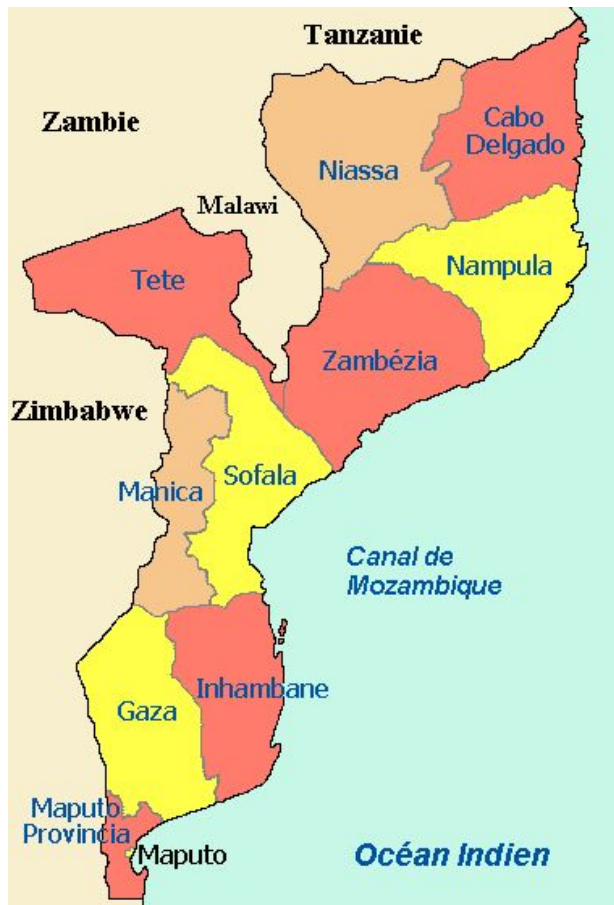 Tanzanie
Zambie
Cabo
Delgado
Niassa
Malawi
Nampula
Tete
Zambézia
Zimbabwe
Sofala
Manica
Canal de
Mozambique
Inhambane
Gaza
Maputo
Provincia
Maputo
Océan Indien